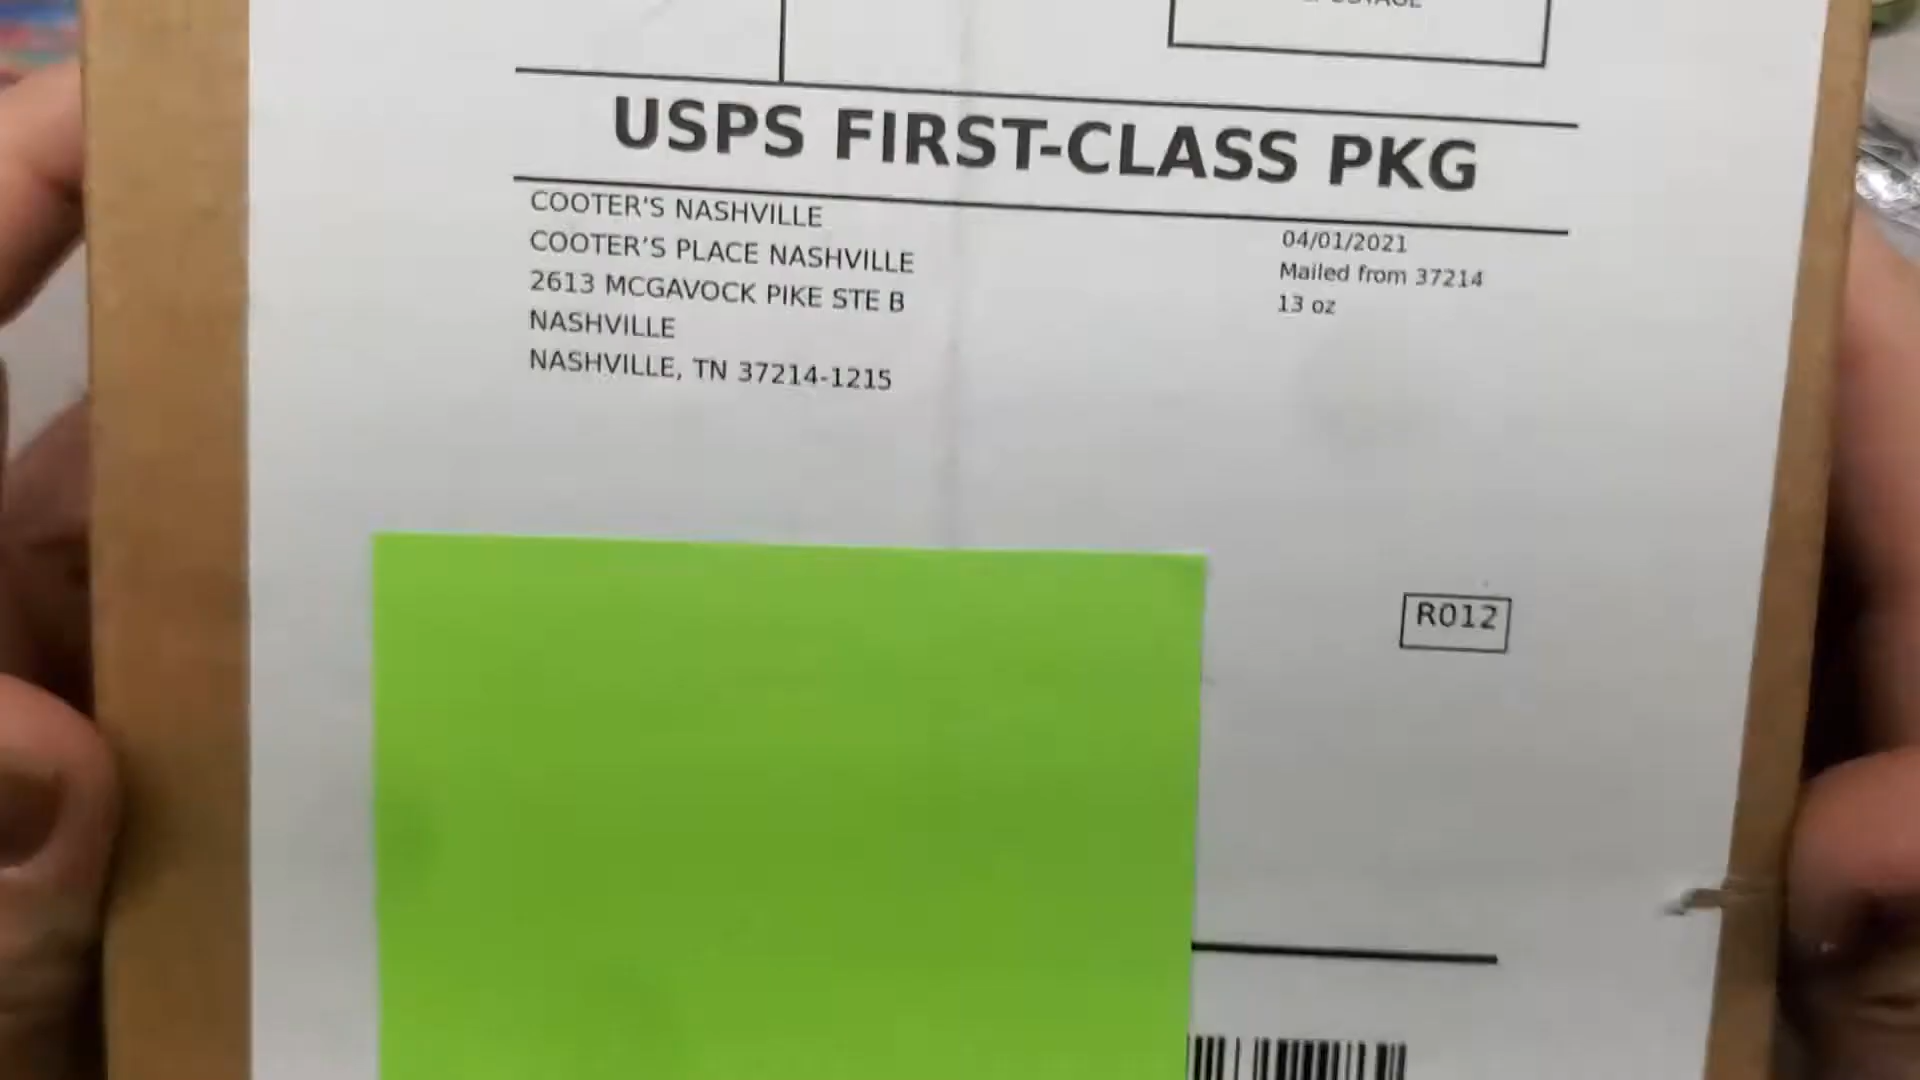 USPS FIRST-CLASS PKG
COOTER'S NASHVILLE
COOTER'S PLACE NASHVILLE
2613 MCGAVOCK PIKE STE B
NASHVILLE
NASHVILLE, TN 37214-1215
04/01/2021
Mailed from 37214
13 oz
R012